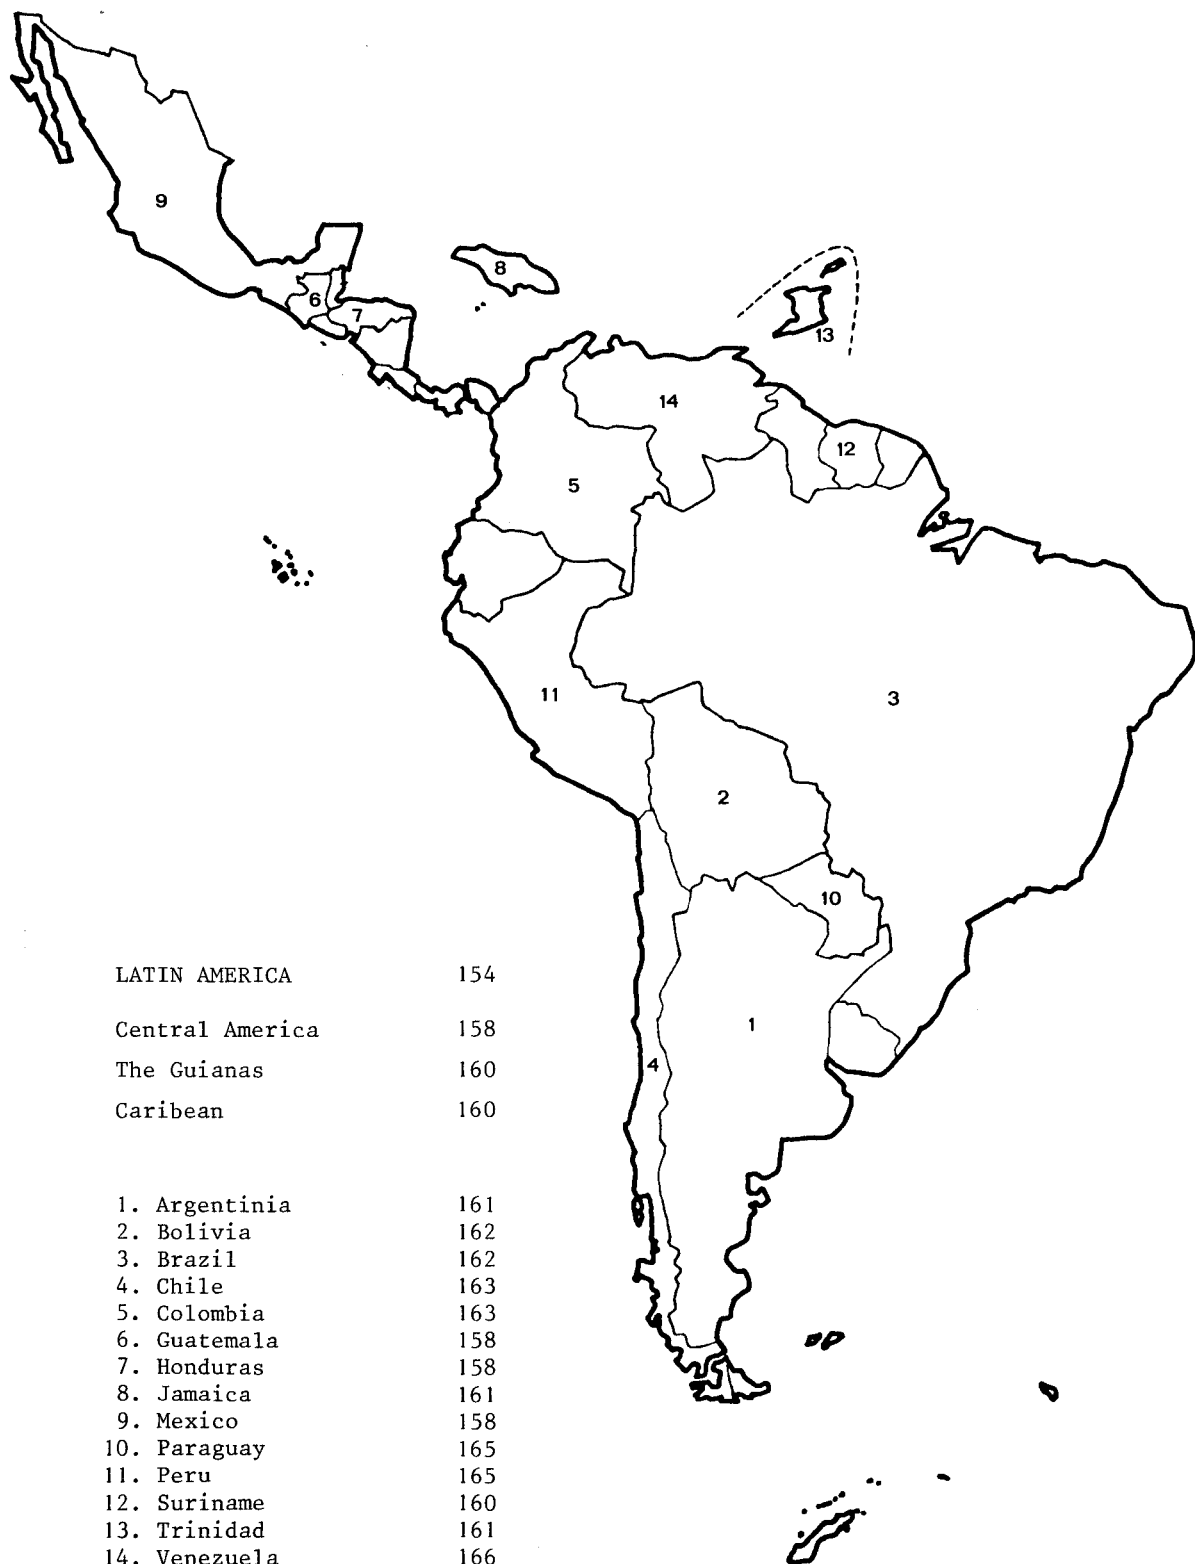 9
8
6
7
13
14
12
5
11
3
2
10
1
4
LATIN AMERICA 154
Central America 158
The Guianas 160
Caribean 160
1. Argentinia 161
2. Bolivia 162
3. Brazil 162
4. Chile 163
5. Colombia 163
6. Guatemala 158
7. Honduras 158
8. Jamaica 161
9. Mexico 158
10. Paraguay 165
11. Peru 165
12. Suriname 160
13. Trinidad 161
14. Venezuela 166